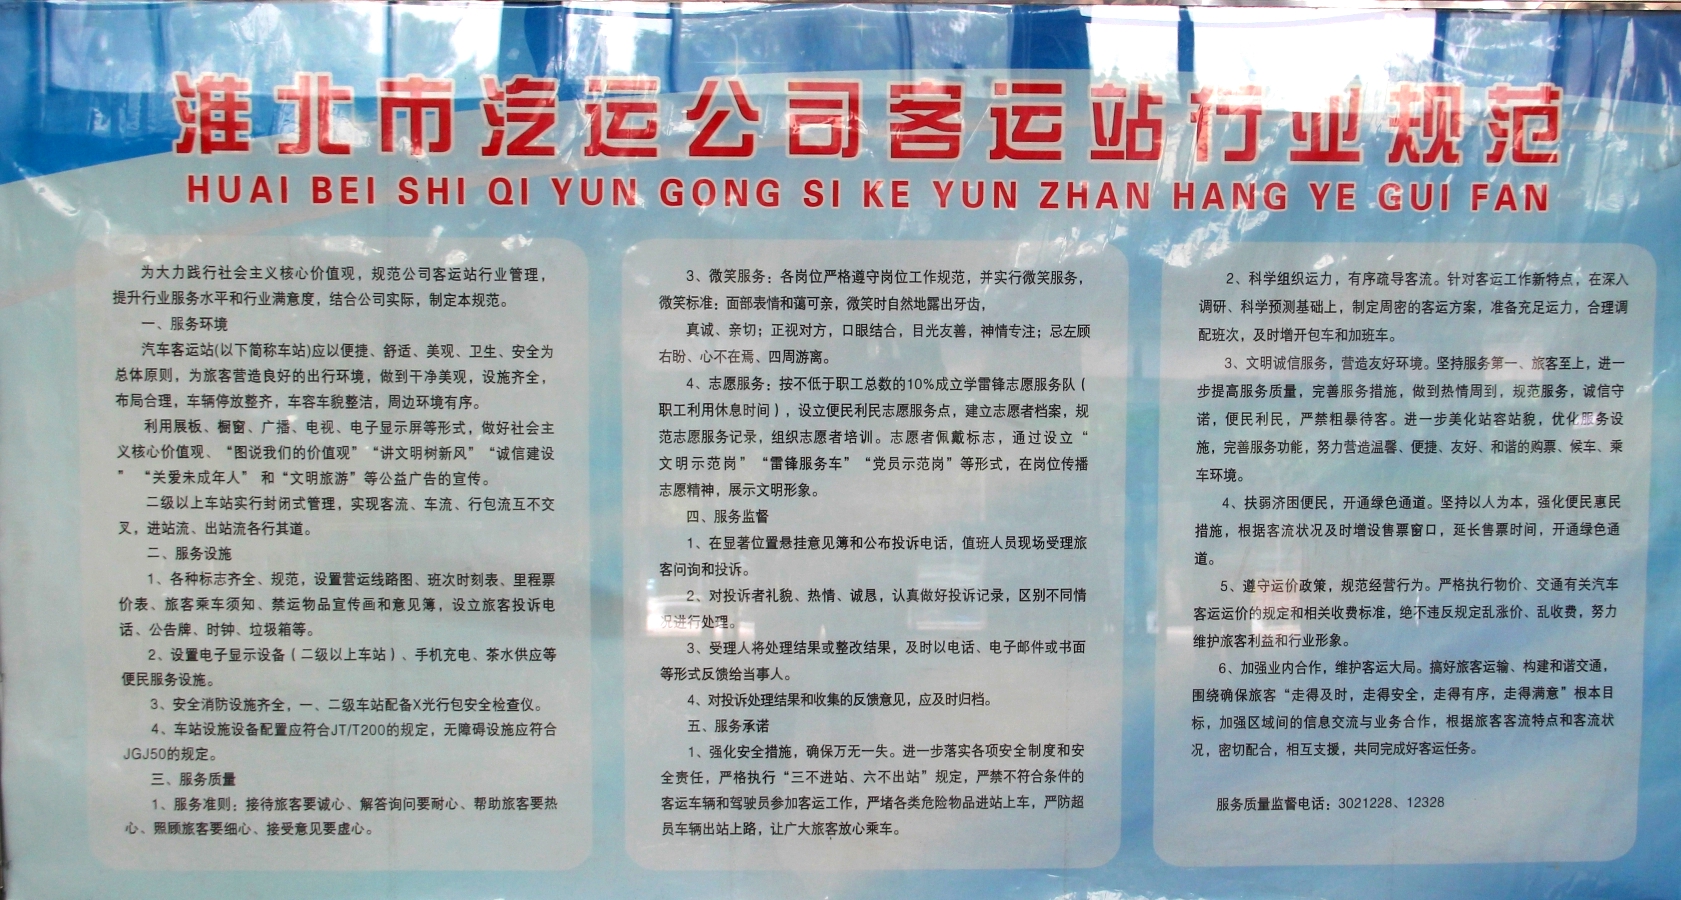 淮北市汽运公司客运站行业规范
HUAI BEI SHI QI YUN GONG SI KE YUN ZHAN HANG YE GUI FAN
为大力践行社会主义核心价值观，规范公司客运站行业管理，
提升行业服务水平和行业满意度，结合公司实际，制定本规范。
一、服务环境
汽车客运站(以下简称车站)应以便捷、舒适、美观、卫生、安全为
总体原则，为旅客营造良好的出行环境，做到干净美观，设施齐全，
布局合理，车辆停放整齐，车容车貌整洁，周边环境有序。
利用展板、橱窗、广播、电视、电子显示屏等形式，做好社会主
义核心价值观、“图说我们的价值观”“讲文明树新风”“诚信建设
”“关爱未成年人” 和“文明旅游”等公益广告的宣传。
二级以上车站实行封闭式管理，实现客流、车流、行包流互不交
叉，进站流、出站流各行其道。
二、服务设施
1、各种标志齐全、规范，设置营运线路图、班次时刻表、里程票
价表、旅客乘车须知、禁运物品宣传画和意见簿，设立旅客投诉电
话、公告牌、时钟、垃圾箱等。
2、设置电子显示设备（二级以上车站）、手机充电、茶水供应等
便民服务设施。
3、安全消防设施齐全，一、二级车站配备X光行包安全检查仪。
4、车站设施设备配置应符合JT/T200的规定，无障碍设施应符合
JGJ50的规定。
三、服务质量
1、服务准则：接待旅客要诚心、解答询问要耐心、帮助旅客要热
心、照顾旅客要细心、接受意见要虚心。
3、微笑服务：各岗位严格遵守岗位工作规范，并实行微笑服务，
微笑标准：面部表情和蔼可亲，微笑时自然地露出牙齿，
真诚、亲切；正视对方，口眼结合，目光友善，神情专注；忌左顾
右盼、心不在焉、四周游离。
4、志愿服务：按不低于职工总数的10%成立学雷锋志愿服务队（
职工利用休息时间），设立便民利民志愿服务点，建立志愿者档案，规
范志愿服务记录，组织志愿者培训。志愿者佩戴标志，通过设立“
文明示范岗”“雷锋服务车”“党员示范岗”等形式，在岗位传播
志愿精神，展示文明形象。
四、服务监督
1、在显著位置悬挂意见簿和公布投诉电话，值班人员现场受理旅
客问询和投诉。
2、对投诉者礼貌、热情、诚恳，认真做好投诉记录，区别不同情
况进行处理。
3、受理人将处理结果或整改结果，及时以电话、电子邮件或书面
等形式反馈给当事人。
4、对投诉处理结果和收集的反馈意见，应及时归档。
五、服务承诺
1、强化安全措施，确保万无一失。进一步落实各项安全制度和安
全责任，严格执行“三不进站、六不出站”规定，严禁不符合条件的
客运车辆和驾驶员参加客运工作，严堵各类危险物品进站上车，严防超
员车辆出站上路，让广大旅客放心乘车。
2、科学组织运力，有序疏导客流。针对客运工作新特点，在深入
调研、科学预测基础上，制定周密的客运方案，准备充足运力，合理调
配班次，及时增开包车和加班车。
3、文明诚信服务，营造友好环境。坚持服务第一、旅客至上，进一
步提高服务质量，完善服务措施，做到热情周到，规范服务，诚信守
诺，便民利民，严禁粗暴待客。进一步美化站容站貌，优化服务设
施，完善服务功能，努力营造温馨、便捷、友好、和谐的购票、候车、乘
车环境。
4、扶弱济困便民，开通绿色通道。坚持以人为本，强化便民惠民
措施，根据客流状况及时增设售票窗口，延长售票时间，开通绿色通
道。
5、遵守运价政策，规范经营行为。严格执行物价、交通有关汽车
客运运价的规定和相关收费标准，绝不违反规定乱涨价、乱收费，努力
维护旅客利益和行业形象。
6、加强业内合作，维护客运大局。搞好旅客运输、构建和谐交通，
围绕确保旅客“走得及时，走得安全，走得有序，走得满意”根本目
标，加强区域间的信息交流与业务合作，根据旅客客流特点和客流状
况，密切配合，相互支援，共同完成好客运任务。
服务质量监督电话：3021228、12328